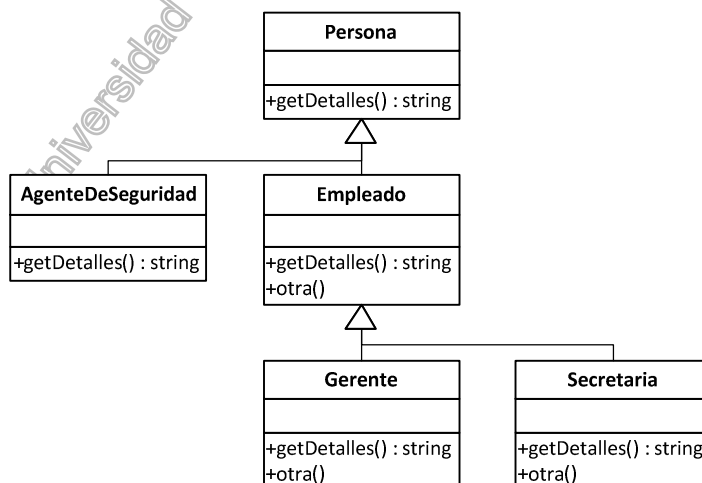 Universidad
Persona
+getDetalles() : string
AgenteDeSeguridad
+getDetalles() : string
Empleado
+getDetalles() : string
+otra()
Gerente
+getDetalles() : string
+otra()
Secretaria
+getDetalles() : string
+otra()